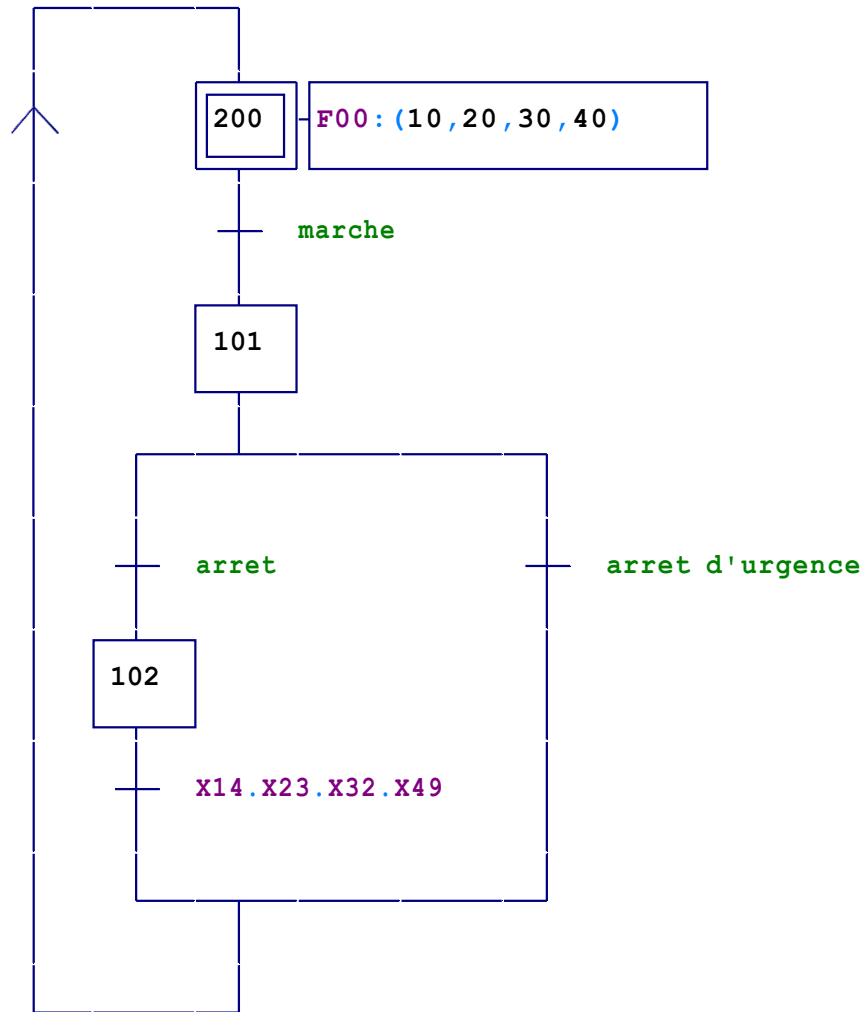 200 F00:(10,20,30,40)
marche
101
arret
arret d'urgence
102
X14.X23.X32.X49